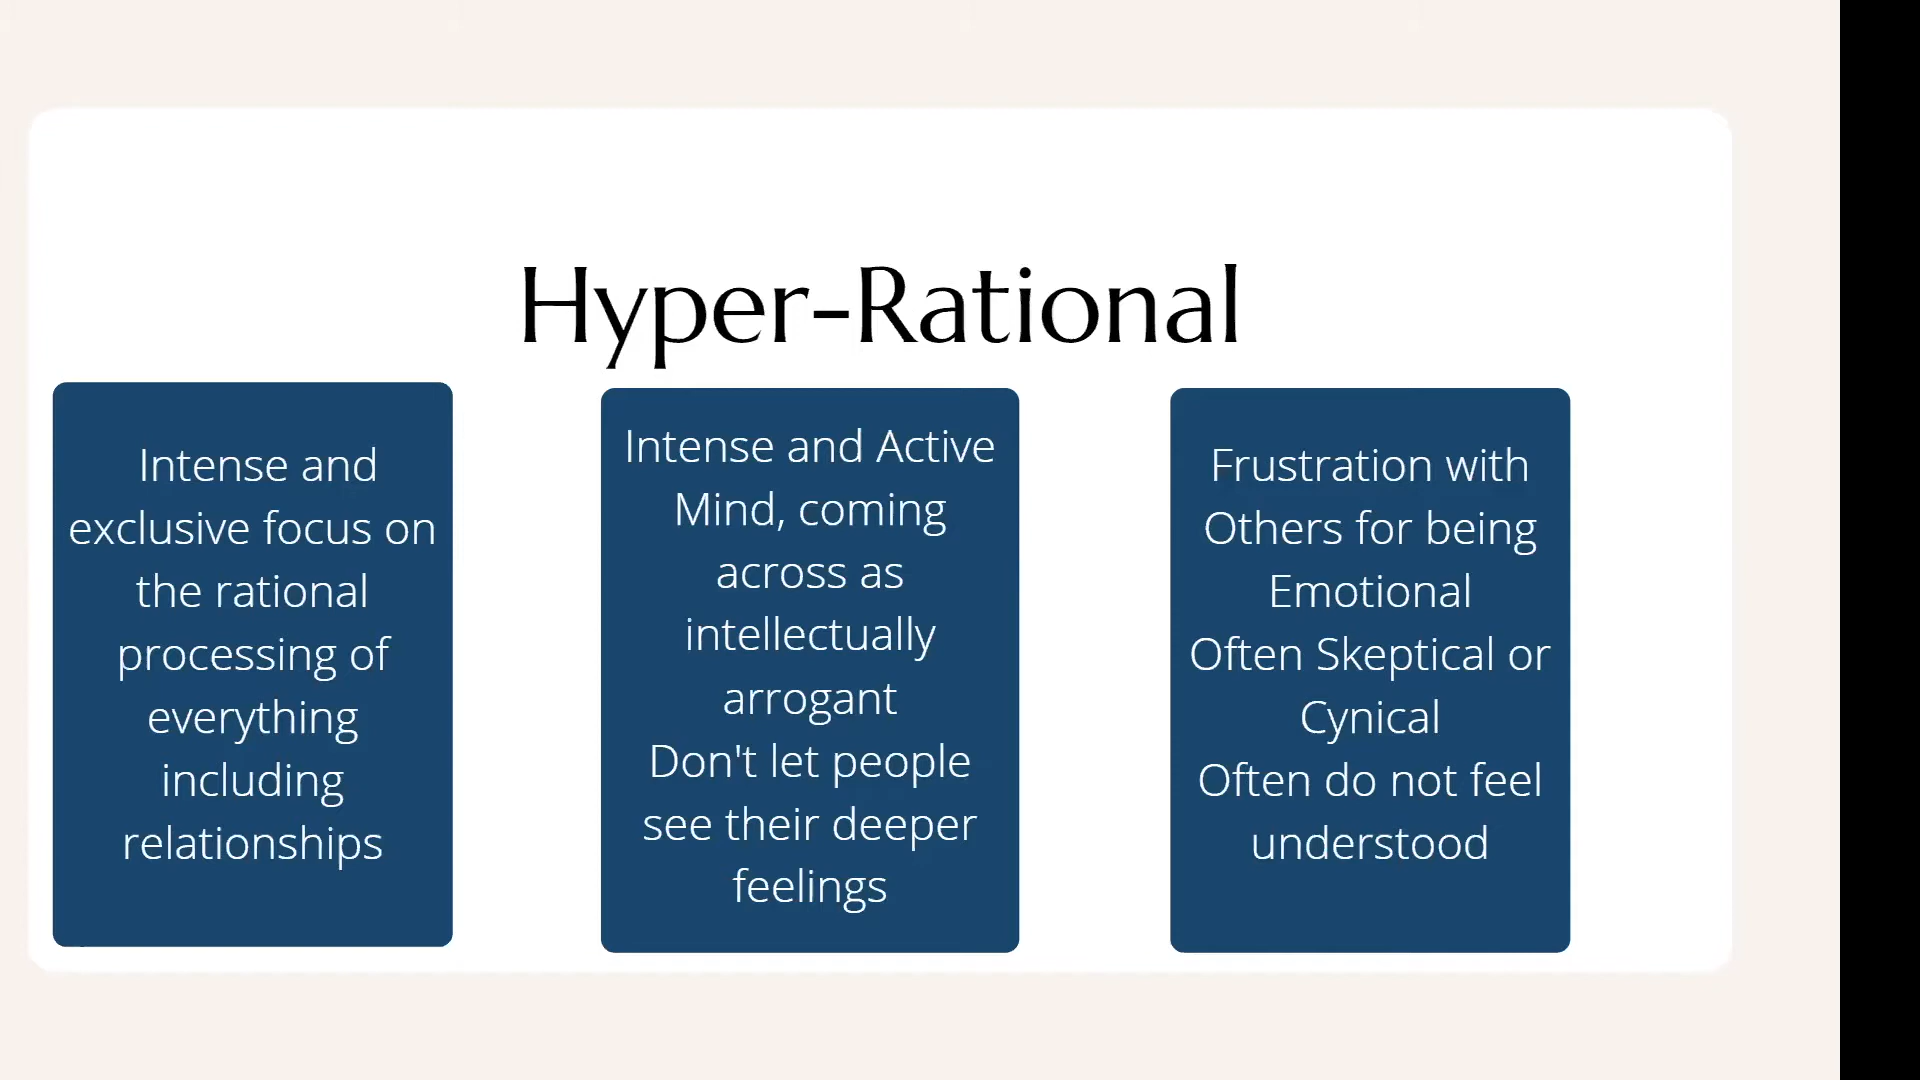 Hyper-Rational
Intense and
exclusive focus on
the rational
processing of
everything
including
relationships
Intense and Active
Mind, coming
across as
intellectually
arrogant
Don't let people
see their deeper
feelings
Frustration with
Others for being
Emotional
Often Skeptical or
Cynical
Often do not feel
understood